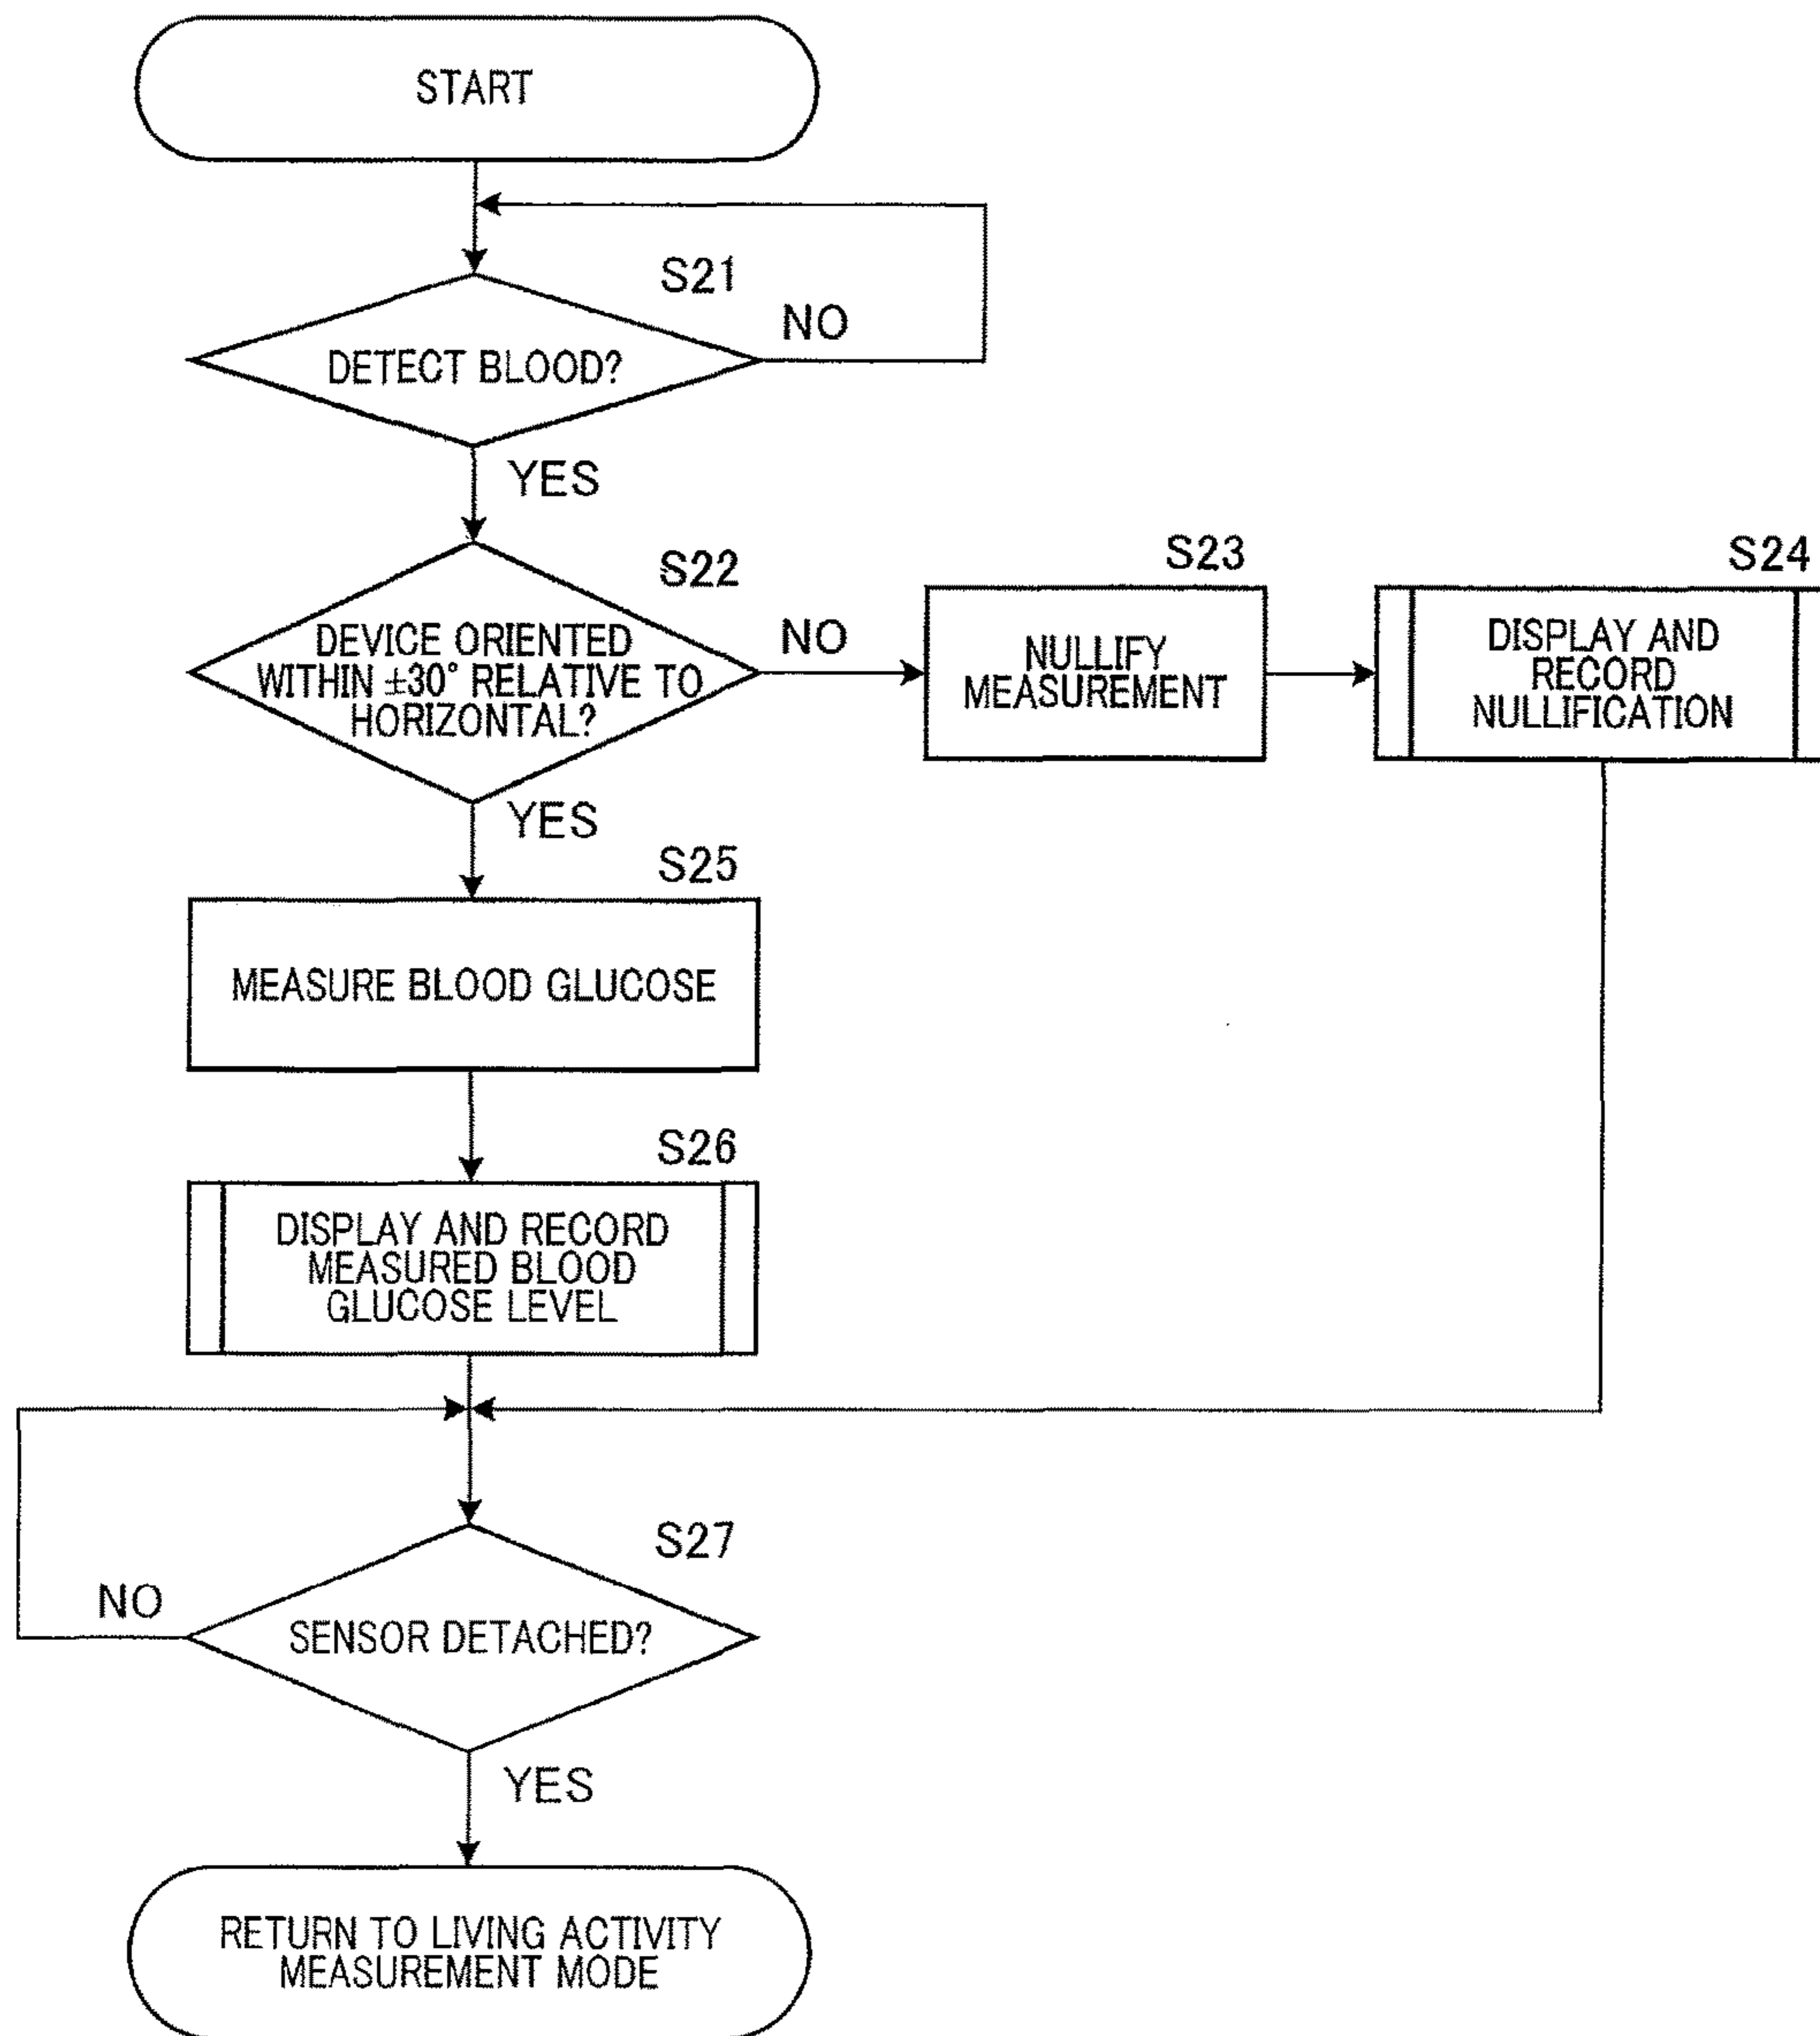 START
S21
NO
DETECT BLOOD?
YES
S22
DEVICE ORIENTED
WITHIN ±30° RELATIVE TO
HORIZONTAL?
NO
S23
NULLIFY
MEASUREMENT
S24
DISPLAY AND
RECORD
NULLIFICATION
YES
S25
MEASURE BLOOD GLUCOSE
S26
DISPLAY AND RECORD
MEASURED BLOOD
GLUCOSE LEVEL
S27
NO
SENSOR DETACHED?
YES
RETURN TO LIVING ACTIVITY
MEASUREMENT MODE